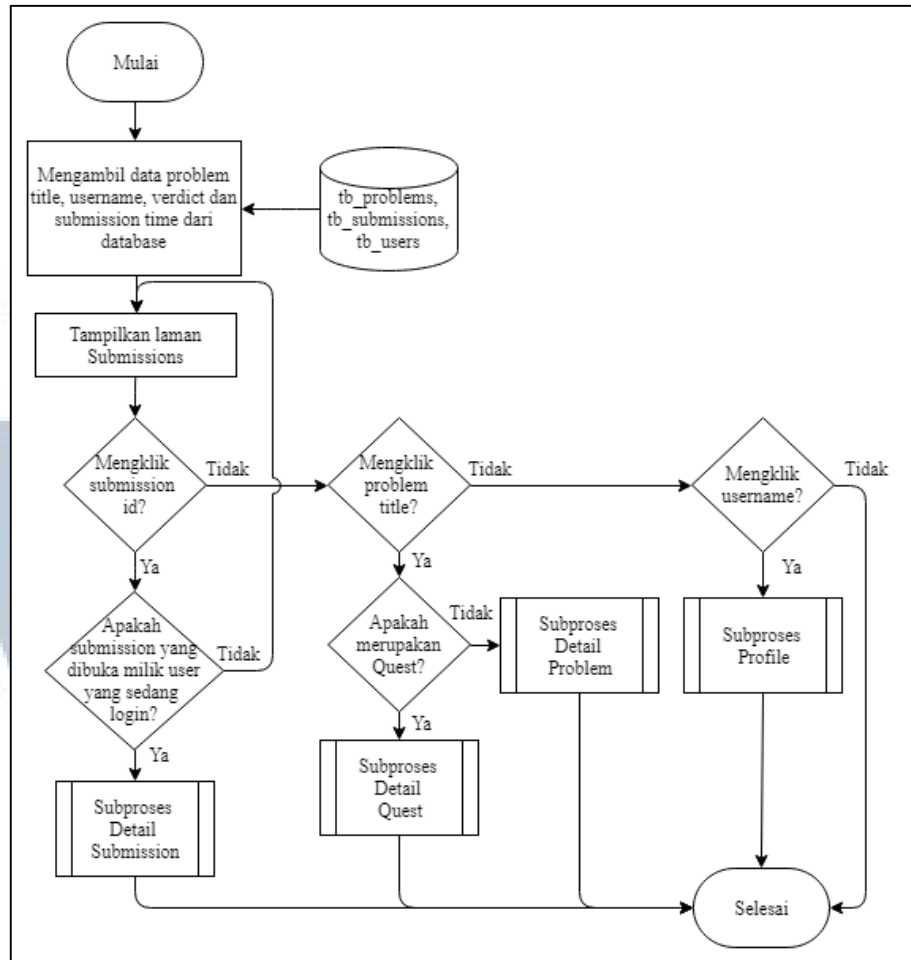 Mulai
Mengambil data problem
title, username, verdict dan
submission time dari
database
tb_problems,
tb_submissions,
tb_users
Tampilkan laman
Submissions
Mengklik
submission
id?
Tidak
Mengklik
problem
title?
Mengklik
username?
Tidak
Ya
Ya
Ya
Apakah
submission yang
dibuka milik user
yang sedang
login?
Tidak
Apakah
merupakan
Quest?
Tidak
Subproses
Detail
Problem
Subproses
Profile
Ya
Ya
Subproses
Detail
Submission
Subproses
Detail
Quest
Selesai